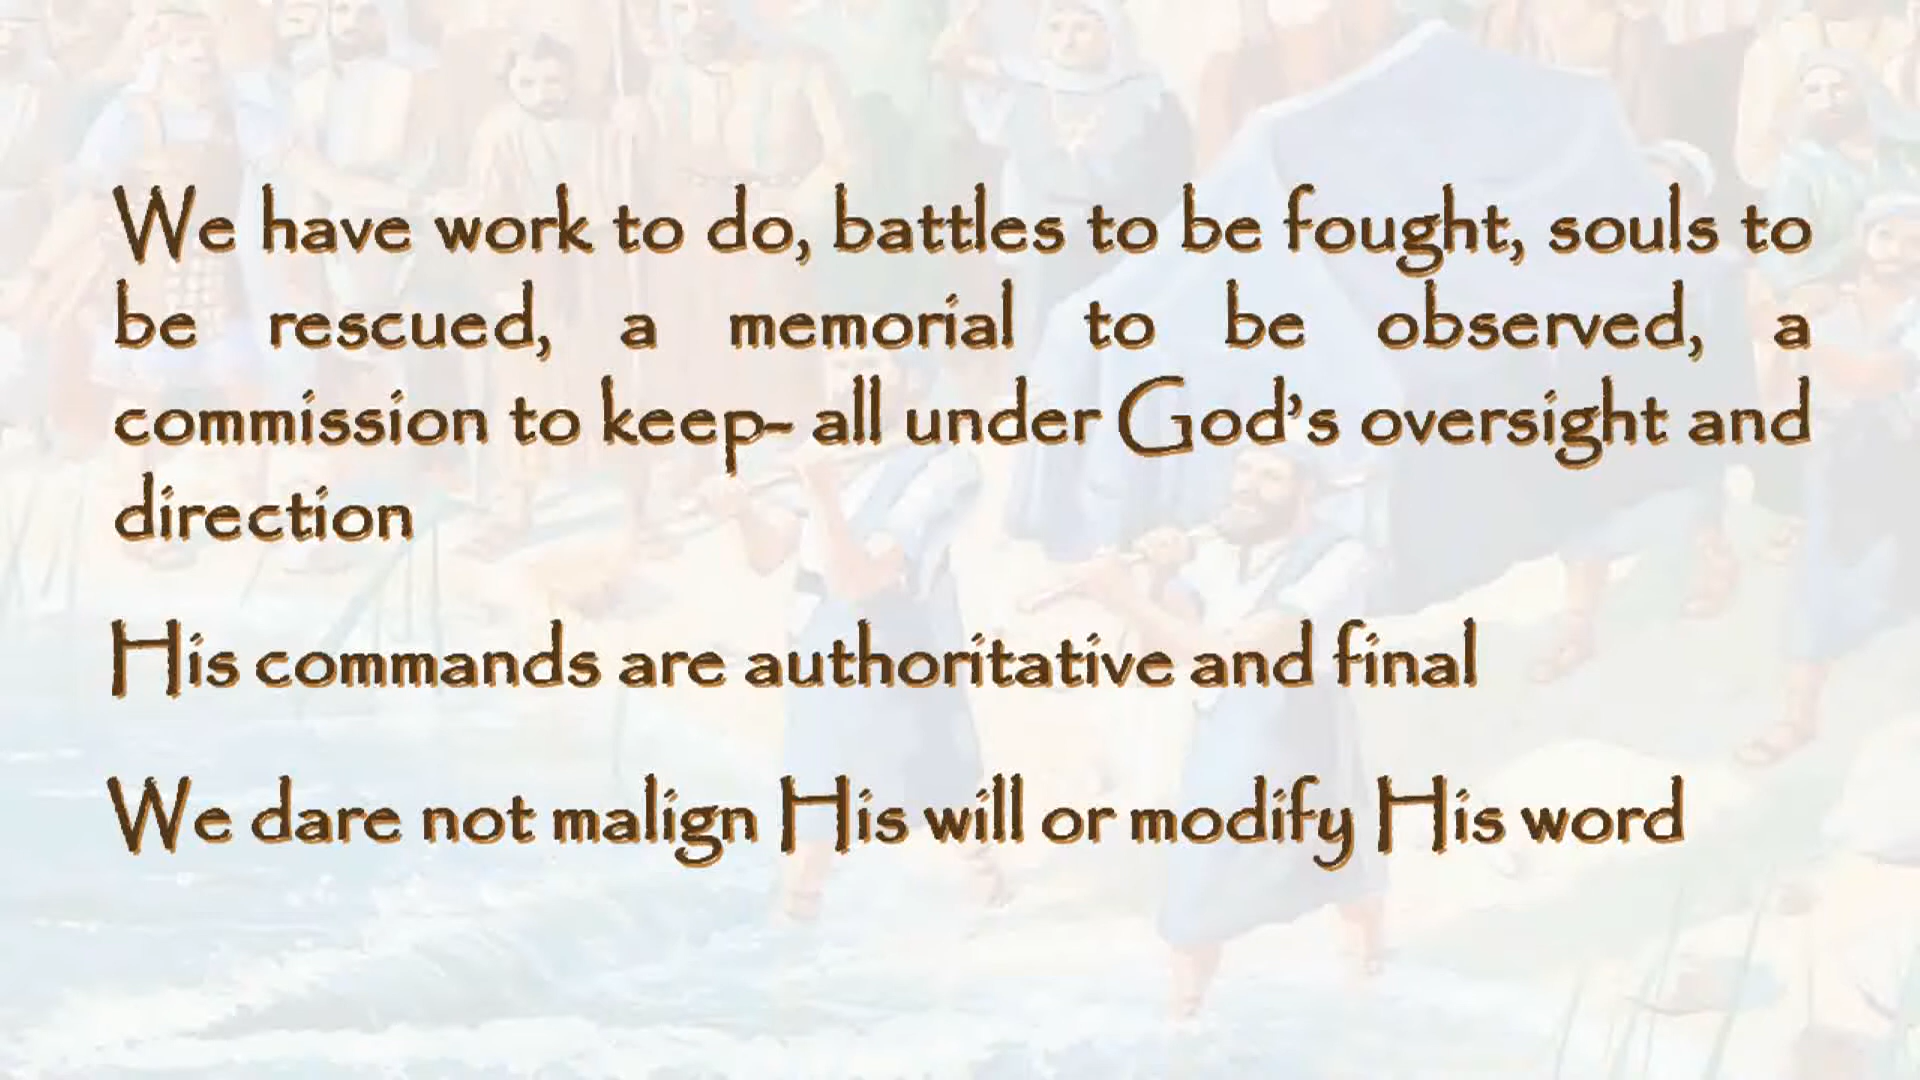 We have work to do, battles to be fought, souls to
be rescued, a memorial to be observed, a
commission to keep- all under God's oversight and
direction
His commands are authoritative and final
We dare not malign His will or modify His word